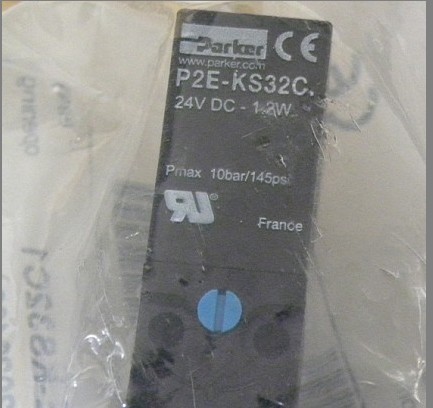 Parker CE
www.parker.com
P2E-KS32C
24V DC - 1.2W
Pmax 10bar/145psi
France